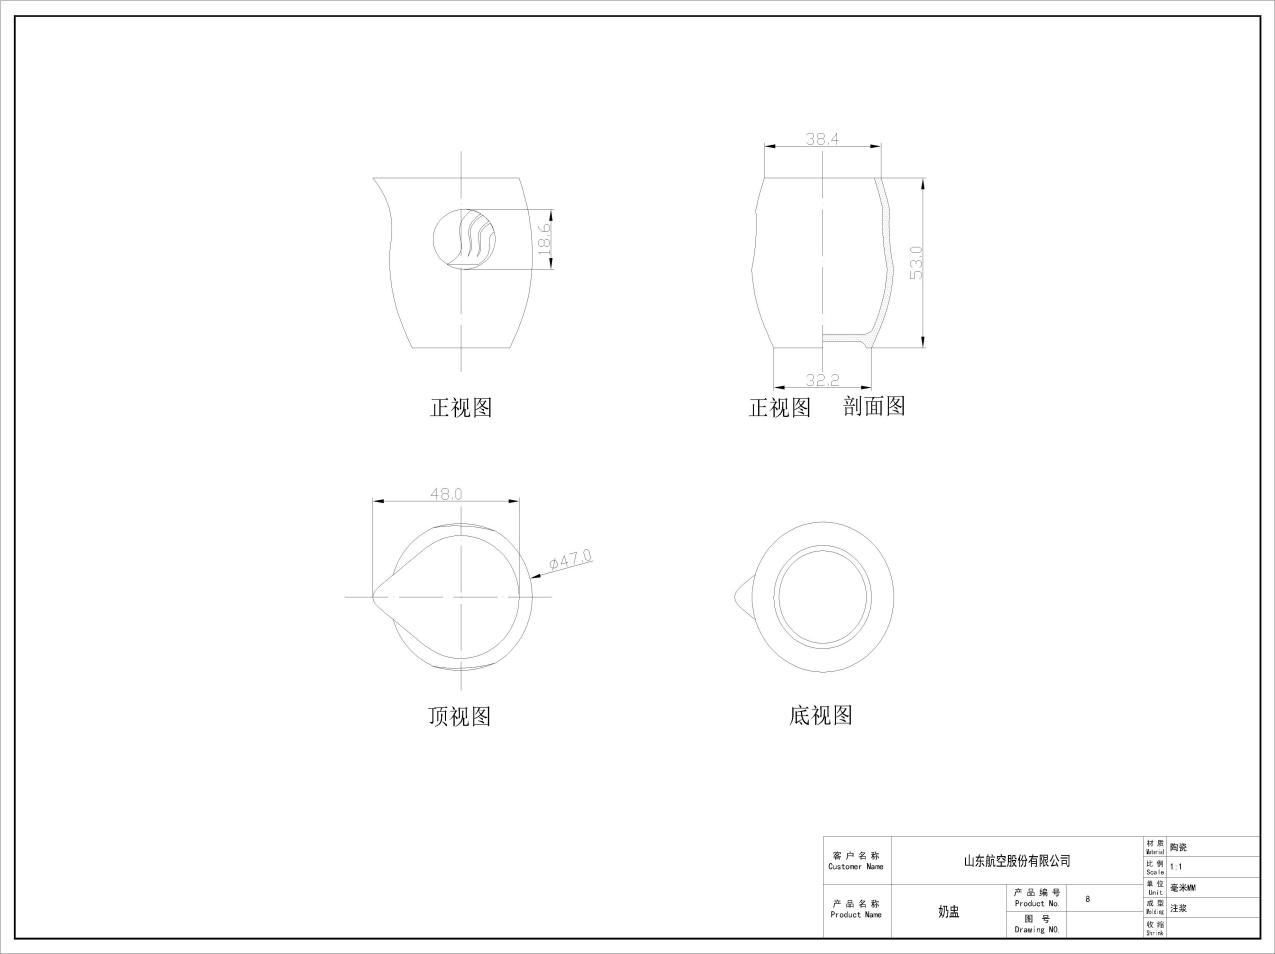 38.4
18.6
53.0
32.2
正视图
正视图
剖面图
48.0
ø47.0
顶视图
底视图
客户名称
Customer Name
山东航空股份有限公司
产品名称
Product Name
奶盅
产品编号
Product No.
8
图 号
Drawing NO.
材质
Material
陶瓷
比例
Scale
1:1
单位
Unit
毫米MM
成型
Molding
注浆
收缩
Shrink